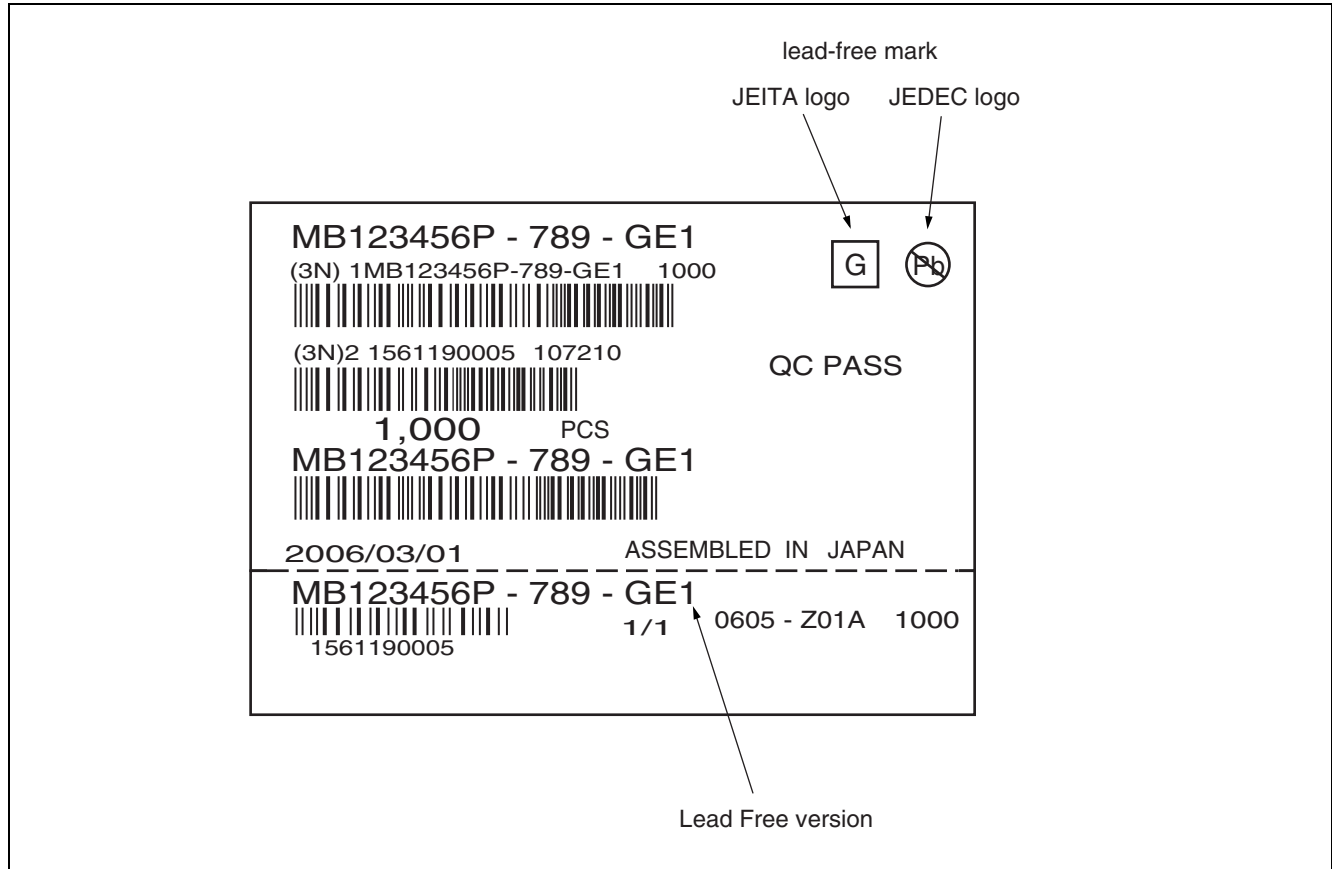 lead-free mark
JEITA logo JEDEC logo
MB123456P - 789 - GE1
(3N) 1MB123456P-789-GE1 1000
G Pb
(3N)2 1561190005 107210
QC PASS
1,000 PCS
MB123456P - 789 - GE1
2006/03/01 ASSEMBLED IN JAPAN
MB123456P - 789 - GE1
1/1 0605 - Z01A 1000
1561190005
Lead Free version